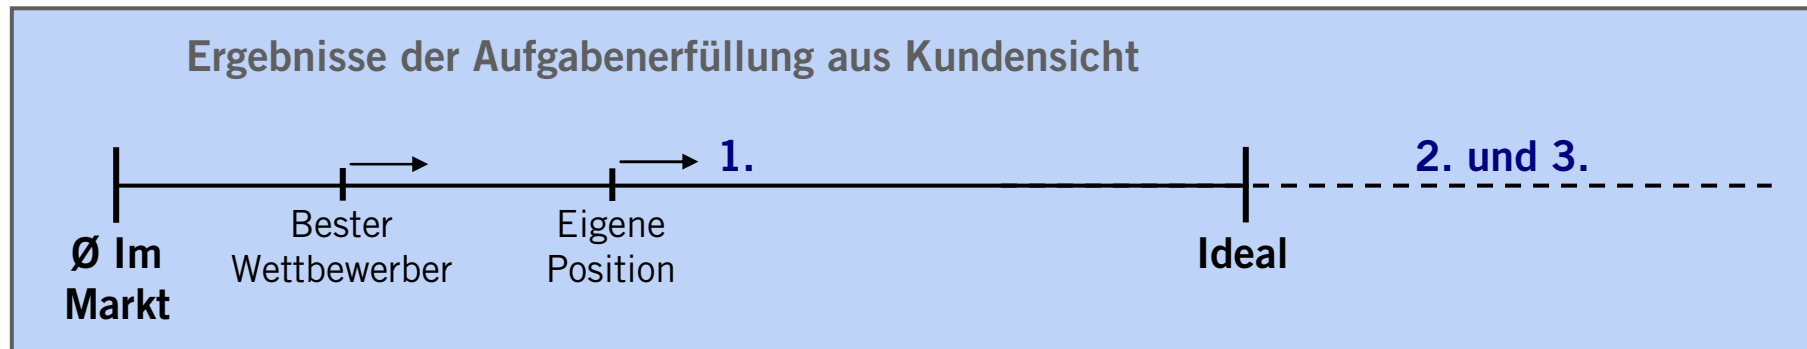 Ergebnisse der Aufgabenerfüllung aus Kundensicht
1.
2. und 3.
Bester
Wettbewerber
Eigene
Position
Ø Im
Markt
Ideal